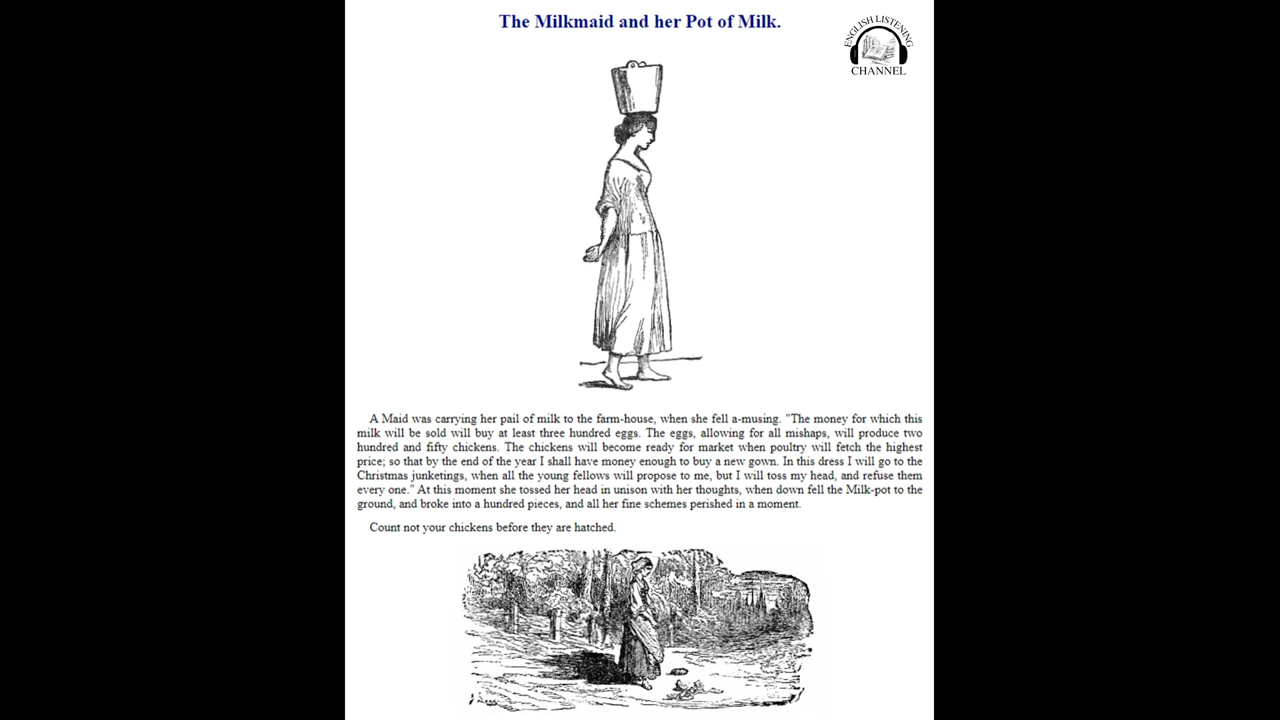 The Milkmaid and her Pot of Milk.
ENGLISH LISTENING
CHANNEL
A Maid was carrying her pail of milk to the farm-house, when she fell a-musing. "The money for which this
milk will be sold will buy at least three hundred eggs. The eggs, allowing for all mishaps, will produce two
hundred and fifty chickens. The chickens will become ready for market when poultry will fetch the highest
price; so that by the end of the year I shall have money enough to buy a new gown. In this dress I will go to the
Christmas junketings, when all the young fellows will propose to me, but I will toss my head, and refuse them
every one." At this moment she tossed her head in unison with her thoughts, when down fell the Milk-pot to the
ground, and broke into a hundred pieces, and all her fine schemes perished in a moment.
Count not your chickens before they are hatched.